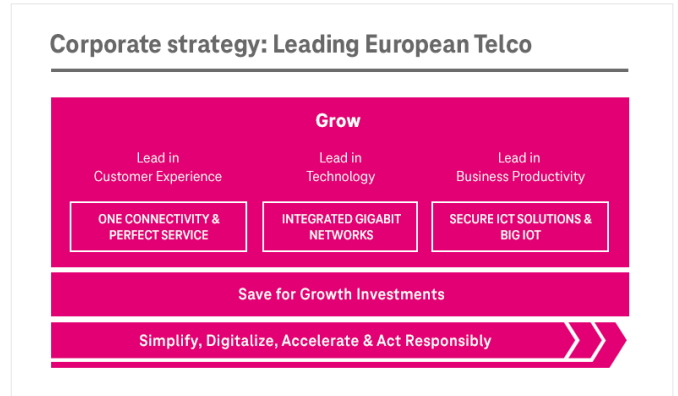 Corporate strategy: Leading European Telco
Grow
Lead in
Customer Experience
Lead in
Technology
Lead in
Business Productivity
ONE CONNECTIVITY &
PERFECT SERVICE
INTEGRATED GIGABIT
NETWORKS
SECURE ICT SOLUTIONS &
BIG IOT
Save for Growth Investments
Simplify, Digitalize, Accelerate & Act Responsibly